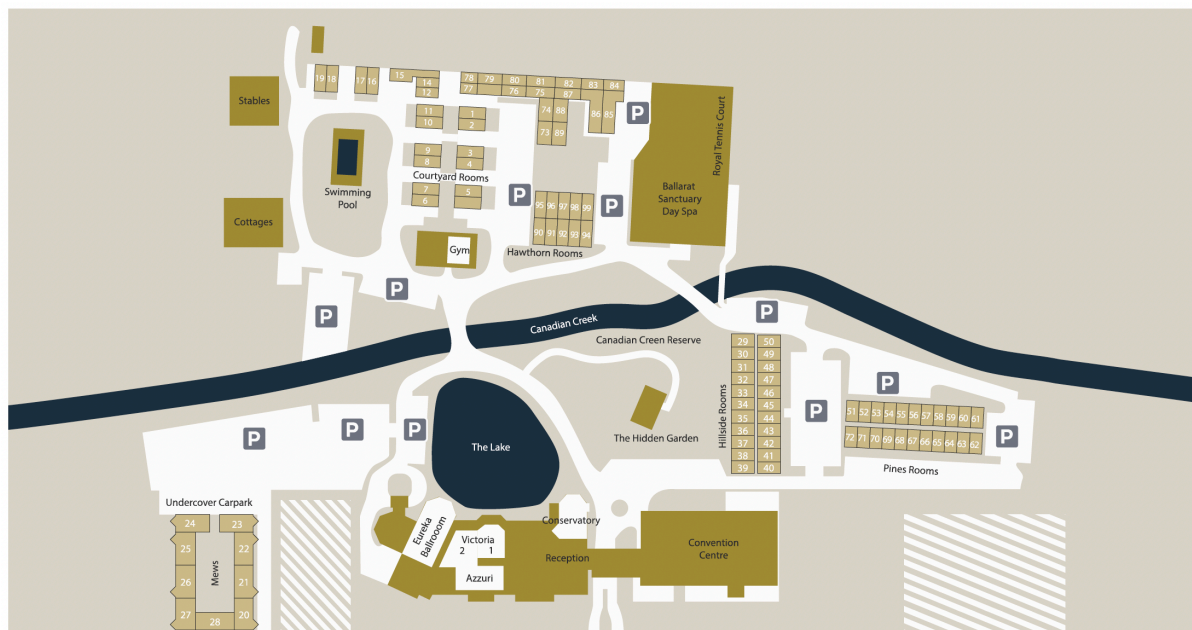 19 18 17 16 15 14 12
78 79 80 81 82 83 84
77 76 75 87
74 88 86 85
73 89
P
Stables
Royal Tennis Court
11 1
10 2
9 3
8 4
Courtyard Rooms
7 5
6
Swimming
Pool
P
95 96 97 98 99
90 91 92 93 94
P
Ballarat
Sanctuary
Day Spa
Cottages
Gym
Hawthorn Rooms
P
P
P
Canadian Creek
Canadian Creen Reserve
29 50
30 49
31 48
32 47
33 46
34 45
35 44
36 43
37 42
38 41
39 40
Hillside Rooms
P
P
51 52 53 54 55 56 57 58 59 60 61
72 71 70 69 68 67 66 65 64 63 62
P
Pines Rooms
The Hidden Garden
P
P
P
The Lake
Undercover Carpark
24 23
25 22
26 21
27 20
28
Mews
Eureka
Ballrooom
Victoria
2 1
Azzuri
Conservatory
Reception
Convention
Centre